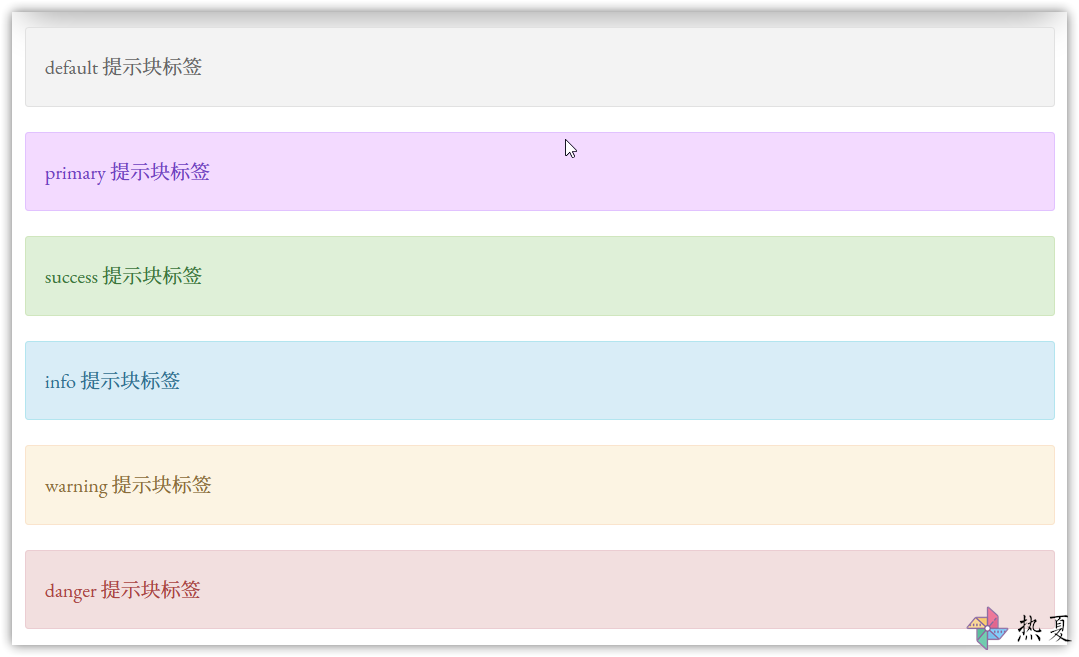 default 提示块标签
primary 提示块标签
success 提示块标签
info 提示块标签
warning 提示块标签
danger 提示块标签
热夏